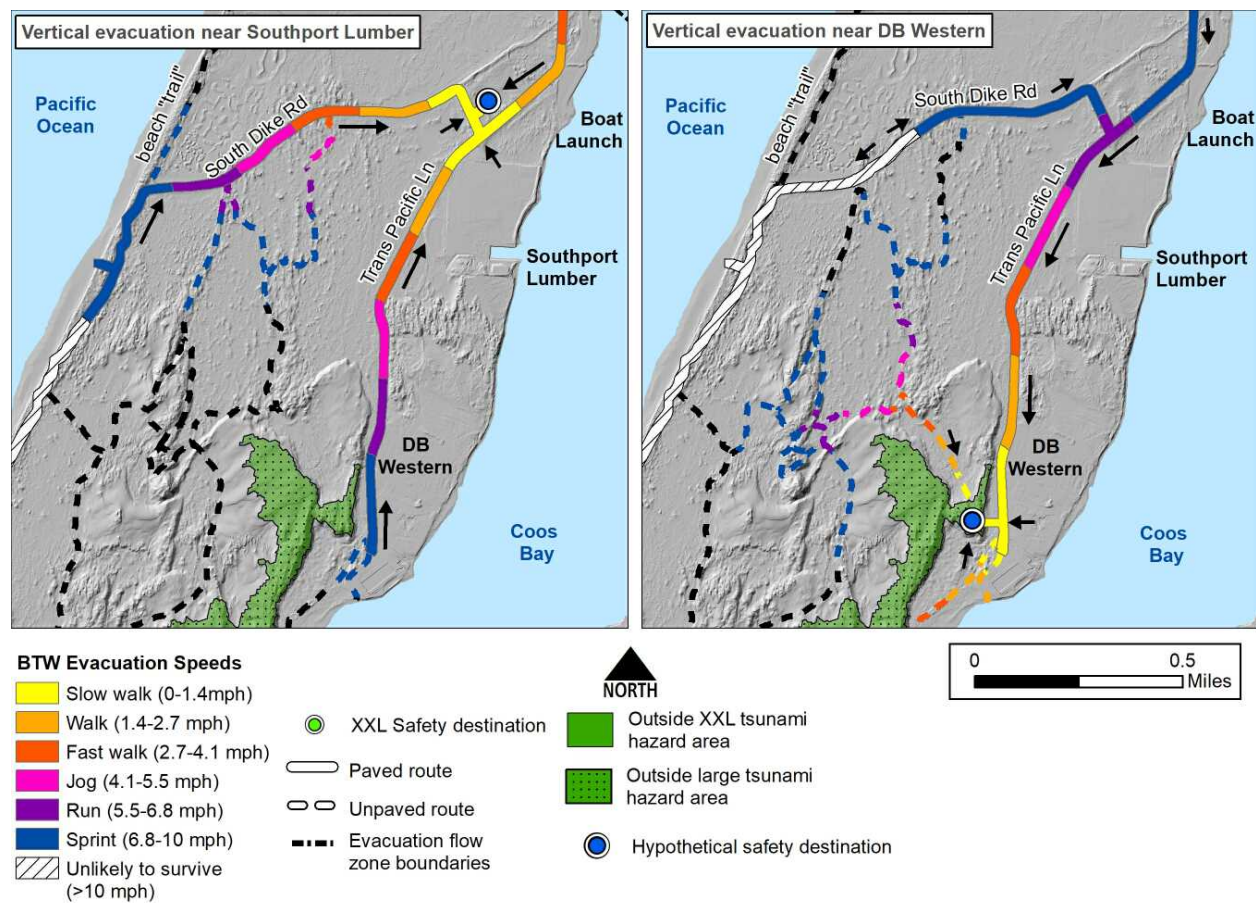 Vertical evacuation near Southport Lumber
Pacific
Ocean
beach "trail"
South Dike Rd
Boat
Launch
Trans Pacific Ln
Southport
Lumber
DB
Western
Coos
Bay
Vertical evacuation near DB Western
Pacific
Ocean
beach "trail"
South Dike Rd
Boat
Launch
Trans Pacific Ln
Southport
Lumber
DB
Western
Coos
Bay
BTW Evacuation Speeds
Slow walk (0-1.4mph)
Walk (1.4-2.7 mph)
Fast walk (2.7-4.1 mph)
Jog (4.1-5.5 mph)
Run (5.5-6.8 mph)
Sprint (6.8-10 mph)
Unlikely to survive
(>10 mph)
XXL Safety destination
Paved route
Unpaved route
Evacuation flow
zone boundaries
NORTH
Outside XXL tsunami
hazard area
Outside large tsunami
hazard area
Hypothetical safety destination
0 0.5
Miles